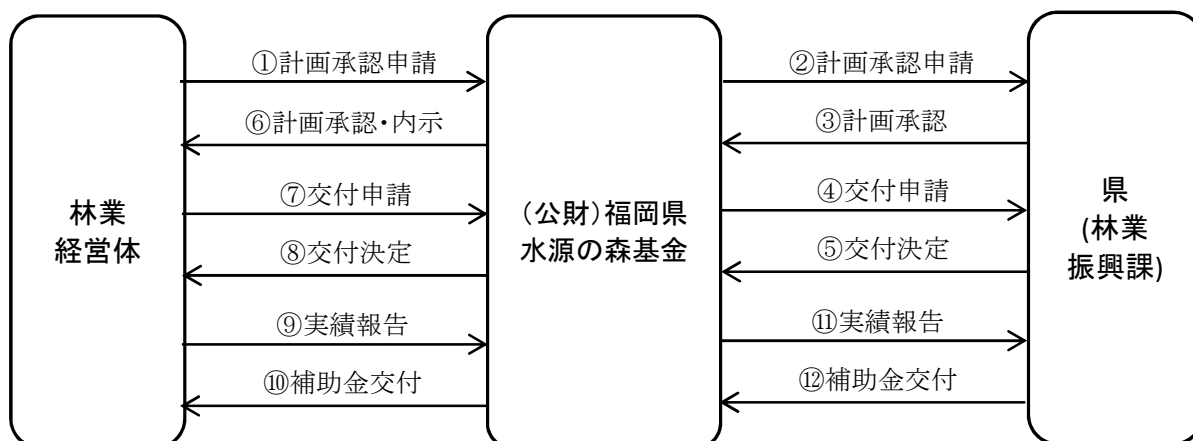 ①計画承認申請
②計画承認申請
⑥計画承認・内示
③計画承認
林業
経営体
⑦交付申請
(公財)福岡県
水源の森基金
④交付申請
県
(林業
振興課)
⑧交付決定
⑤交付決定
⑨実績報告
⑪実績報告
⑩補助金交付
⑫補助金交付